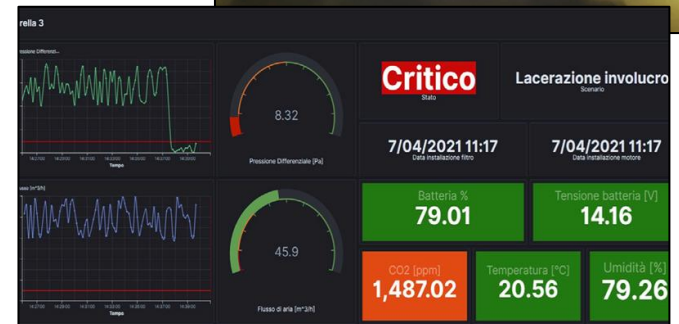 rella 3
Critico
Stato
Lacerazione involucro
Scenario
8.32
Pressione Differenziale [Pa]
Tempo
7/04/2021 11:17
Data installazione filtro
7/04/2021 11:17
Data installazione motore
Batteria %
79.01
Tensione batteria [V]
14.16
45.9
Flusso di aria [m^3/h]
Tempo
CO2 [ppm]
1,487.02
Temperatura [°C]
20.56
Umidità [%]
79.26